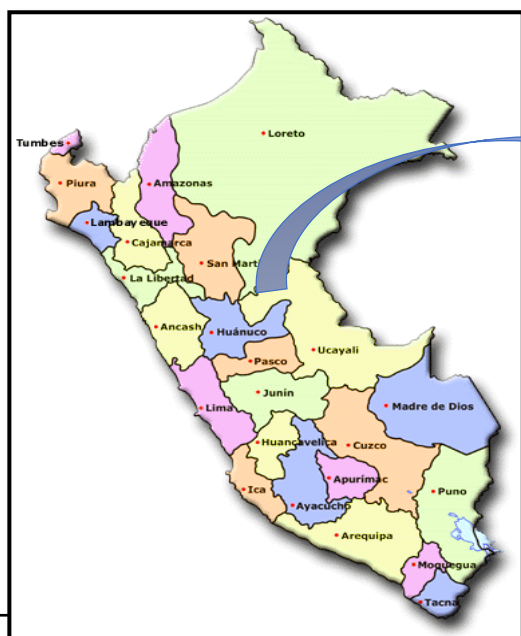 Loreto
Tumbes
Piura
Amazonas
Lambayeque
Cajamarca
San Mart
La Libertad
Ancash
Huánuco
Ucayali
Pasco
Junín
Lima
Madre de Dios
Huancavelica
Cuzco
Apurímac
Ica
Puno
Ayacucho
Arequipa
Moquegua
Tacna